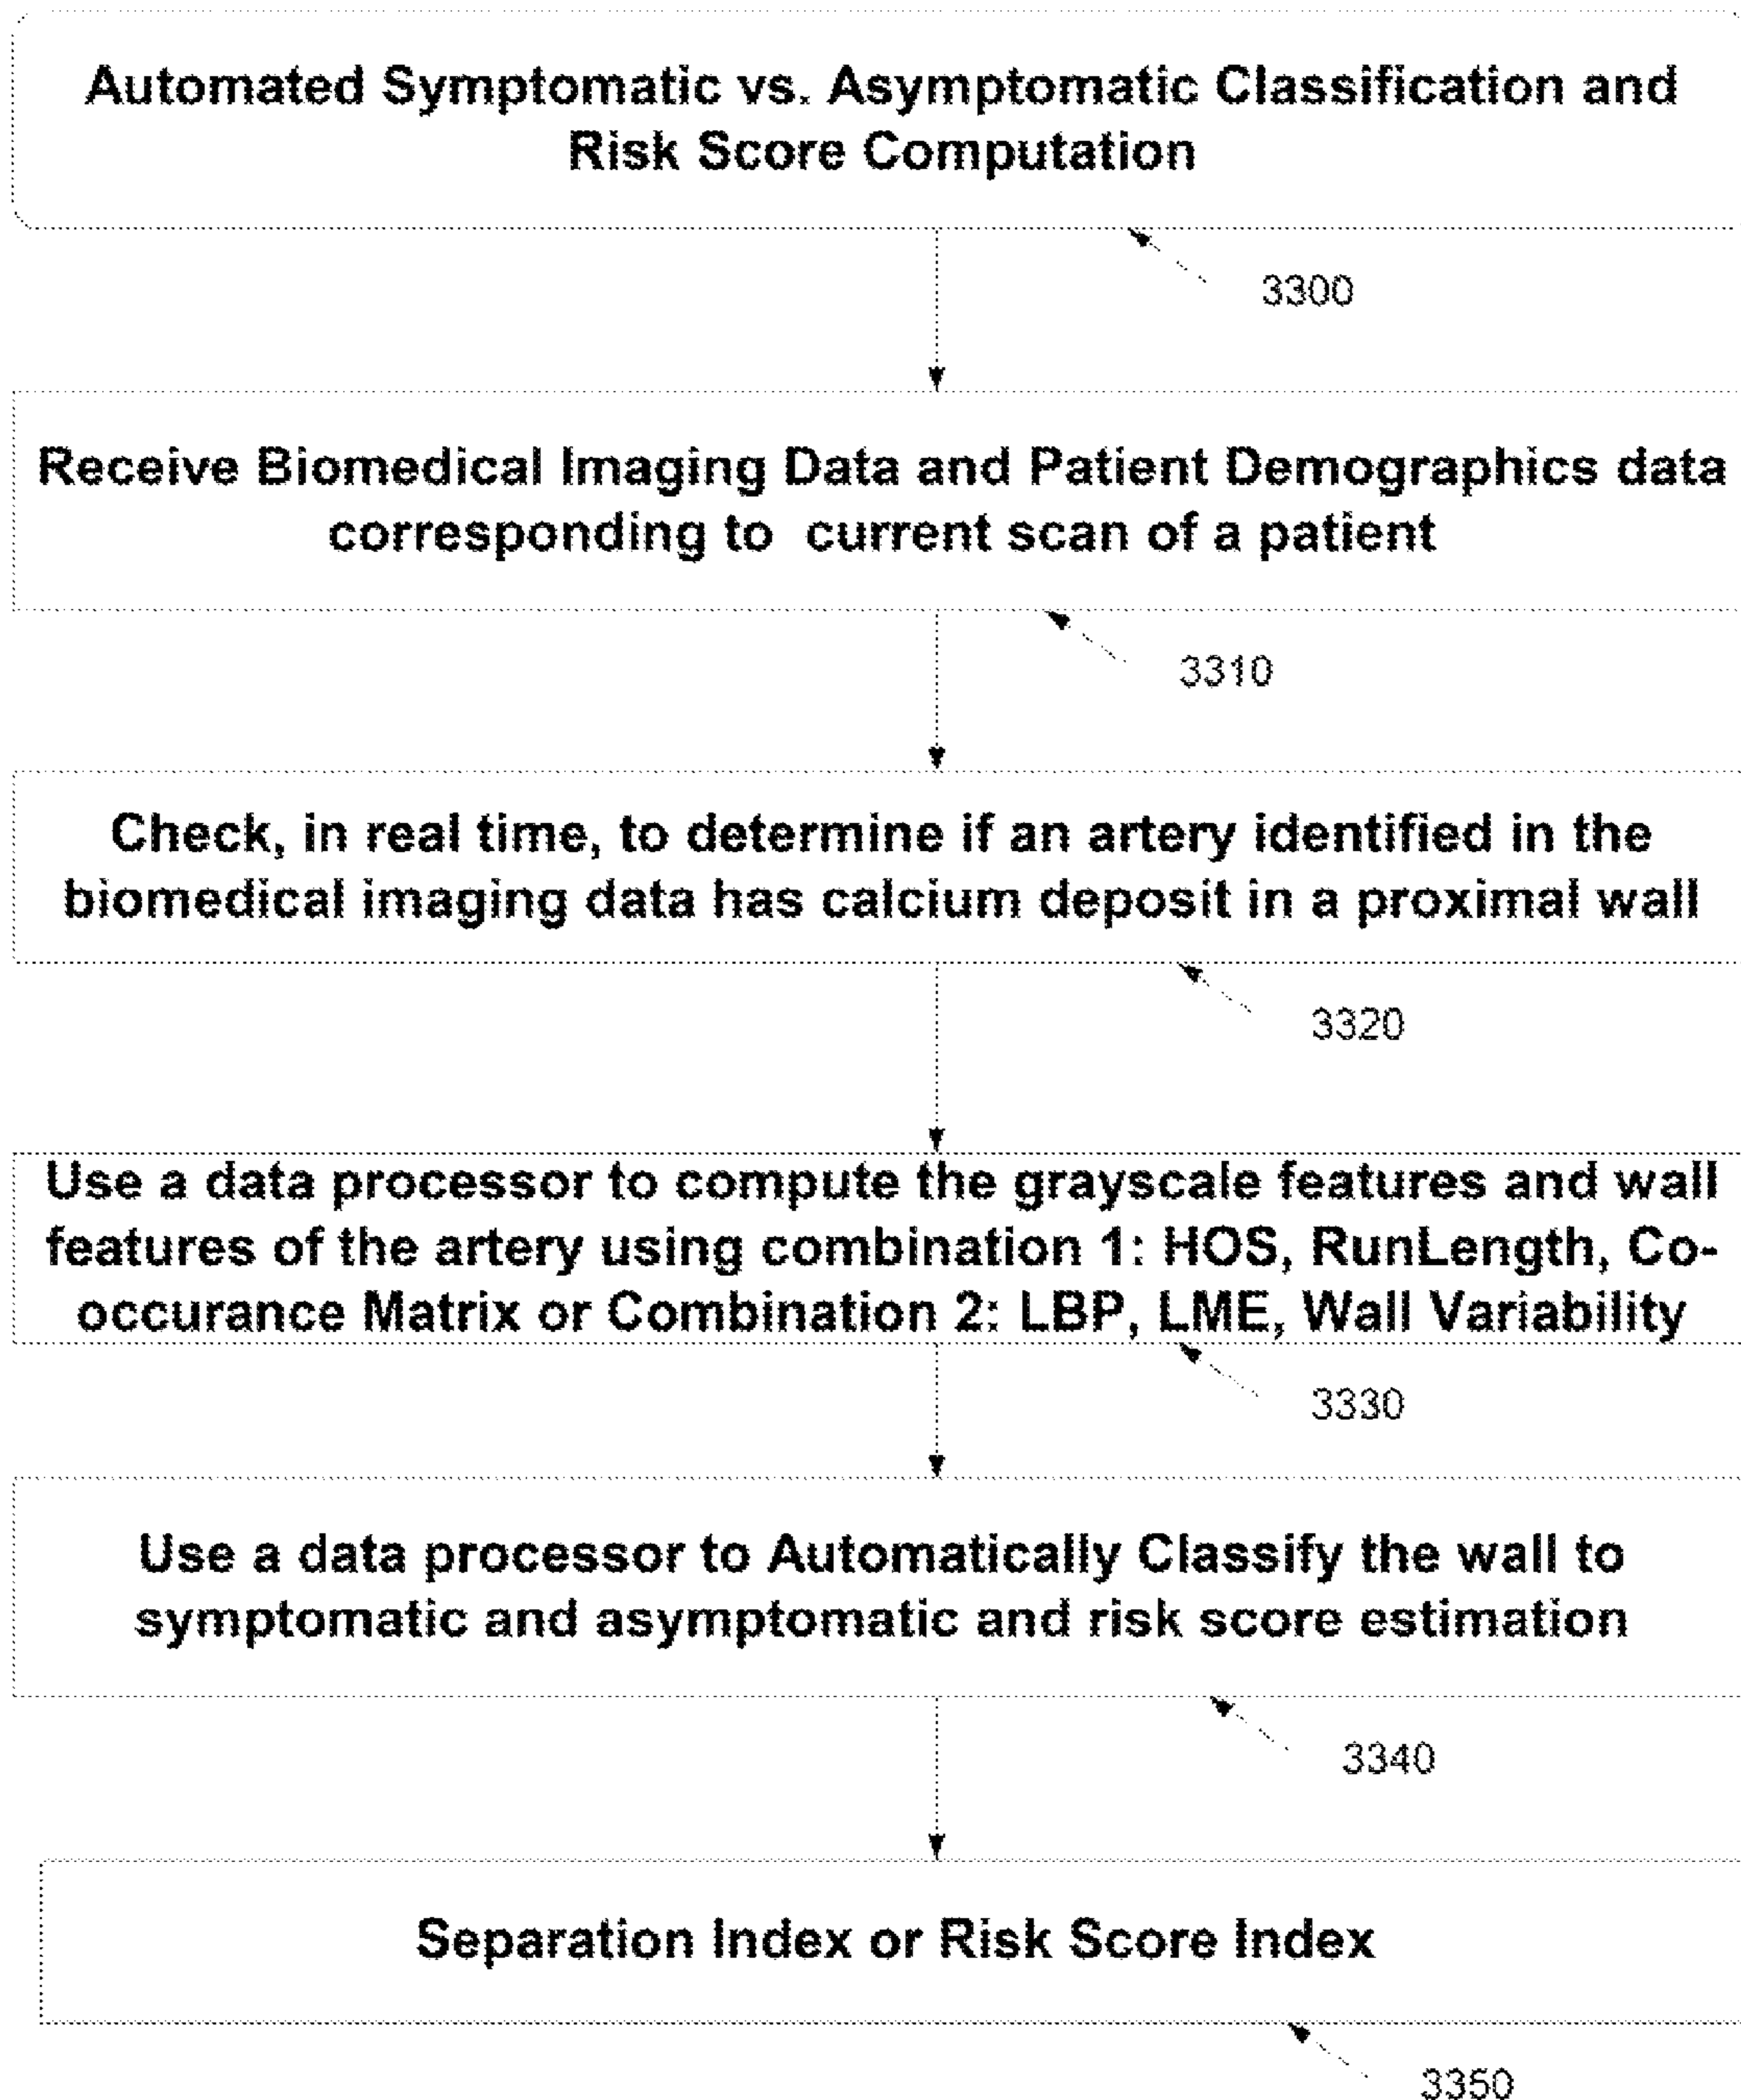 Automated Symptomatic vs. Asymptomatic Classification and
Risk Score Computation
3300
Receive Biomedical Imaging Data and Patient Demographics data
corresponding to current scan of a patient
3310
Check, in real time, to determine if an artery identified in the
biomedical imaging data has calcium deposit in a proximal wall
3320
Use a data processor to compute the grayscale features and wall
features of the artery using combination 1: HOS, RunLength, Co-
occurance Matrix or Combination 2: LBP, LME, Wall Variability
3330
Use a data processor to Automatically Classify the wall to
symptomatic and asymptomatic and risk score estimation
3340
Separation Index or Risk Score Index
3350